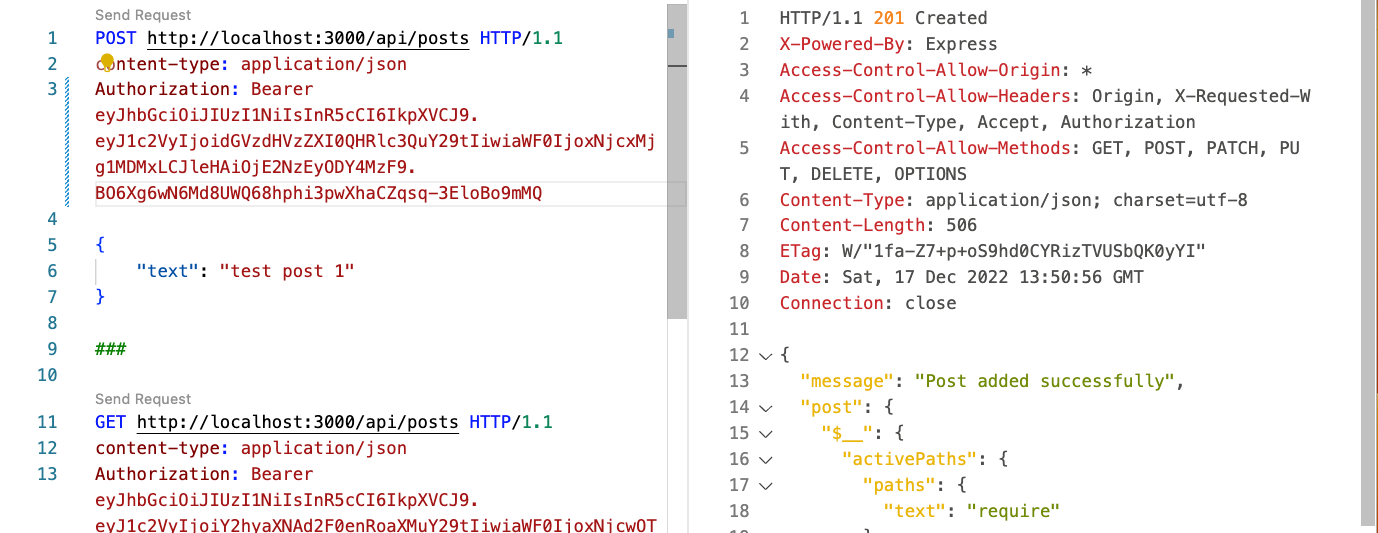 Send Request
1 POST http://localhost:3000/api/posts HTTP/1.1
2 content-type: application/json
3 Authorization: Bearer
eyJhbGciOiJIUzI1NiIsInR5cCI6IkpXVCJ9.
eyJ1c2VyIjoidGVzdHVzZXI0QHRlc3QuY29tIiwiaWF0IjoxNjcxMj
g1MDMxLCJleHAiOjE2NzEyODY4MzF9.
BO6Xg6wN6Md8UWQ68hphi3pwXhaCZqsq-3EloBo9mMQ
4
5 {
6 "text": "test post 1"
7 }
8
9 ###
10
Send Request
11 GET http://localhost:3000/api/posts HTTP/1.1
12 content-type: application/json
13 Authorization: Bearer
eyJhbGciOiJIUzI1NiIsInR5cCI6IkpXVCJ9.
eyJ1c2VyIjoiY2hyaXNAd2F0enRoaXMuY29tIiwiaWF0IjoxNjcwOT
1 HTTP/1.1 201 Created
2 X-Powered-By: Express
3 Access-Control-Allow-Origin: *
4 Access-Control-Allow-Headers: Origin, X-Requested-W
ith, Content-Type, Accept, Authorization
5 Access-Control-Allow-Methods: GET, POST, PATCH, PU
T, DELETE, OPTIONS
6 Content-Type: application/json; charset=utf-8
7 Content-Length: 506
8 ETag: W/"1fa-Z7+p+oS9hd0CYRizTVUSbQK0yYI"
9 Date: Sat, 17 Dec 2022 13:50:56 GMT
10 Connection: close
11
12 {
13 "message": "Post added successfully",
14 "post": {
15 "$__": {
16 "activePaths": {
17 "paths": {
18 "text": "require"